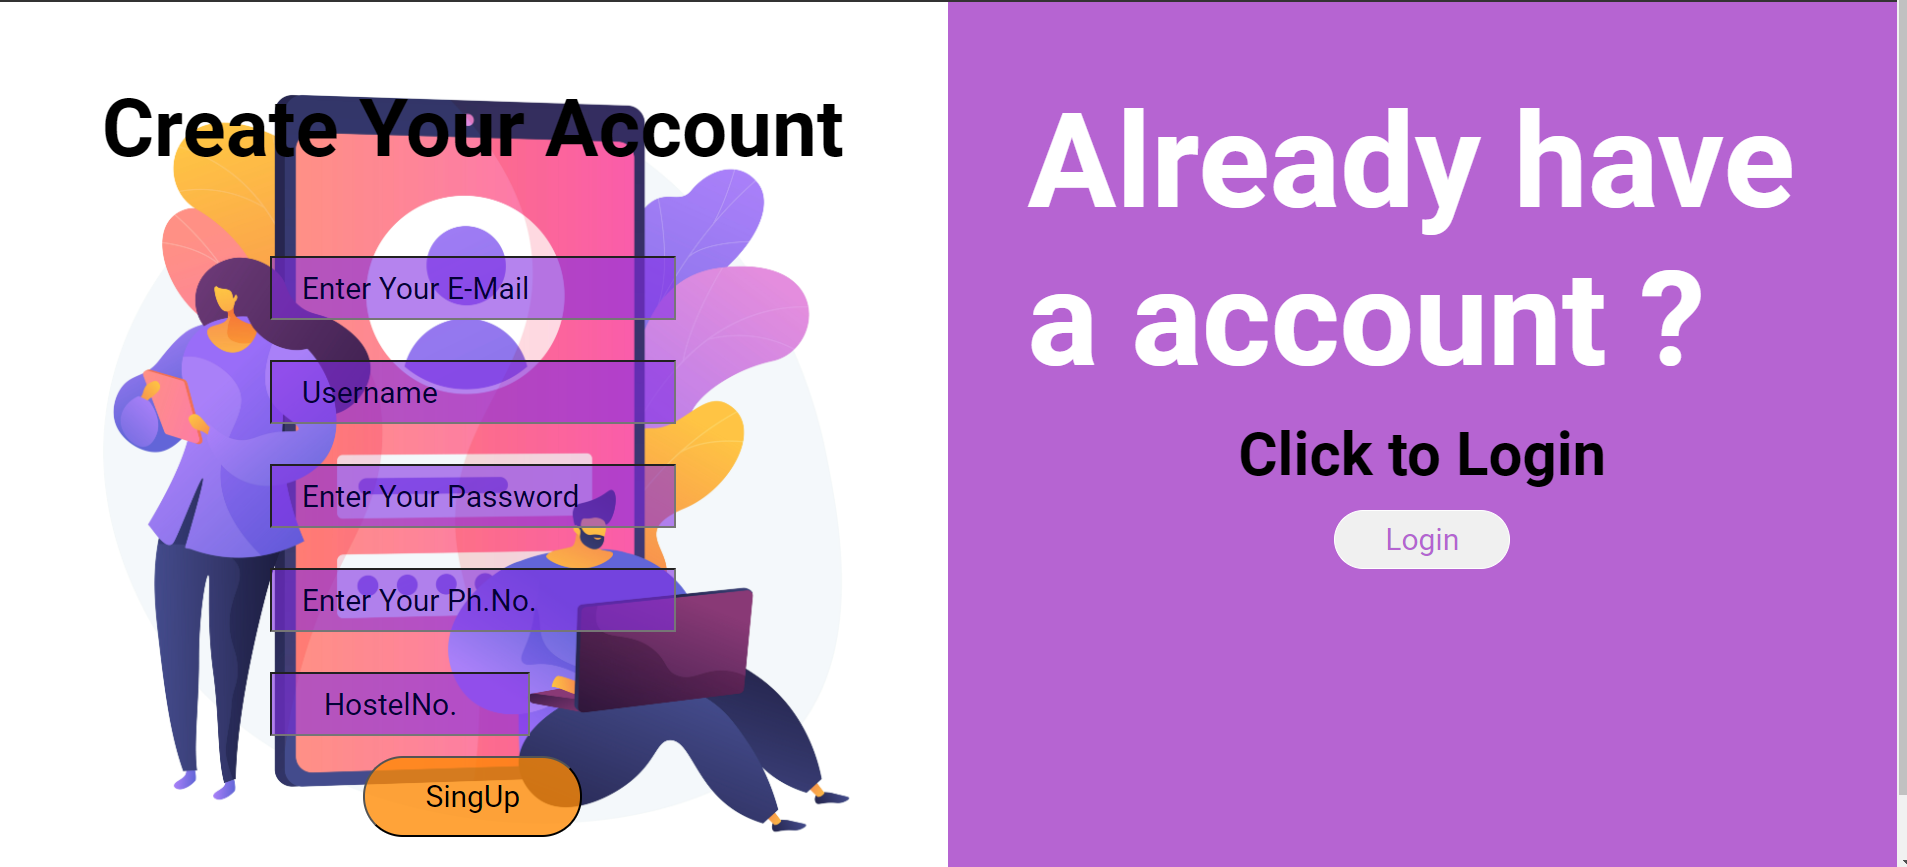 Create Your Account
Enter Your E-Mail
Username
Enter Your Password
Enter Your Ph.No.
HostelNo.
SingUp
Already have
a account ?
Click to Login
Login